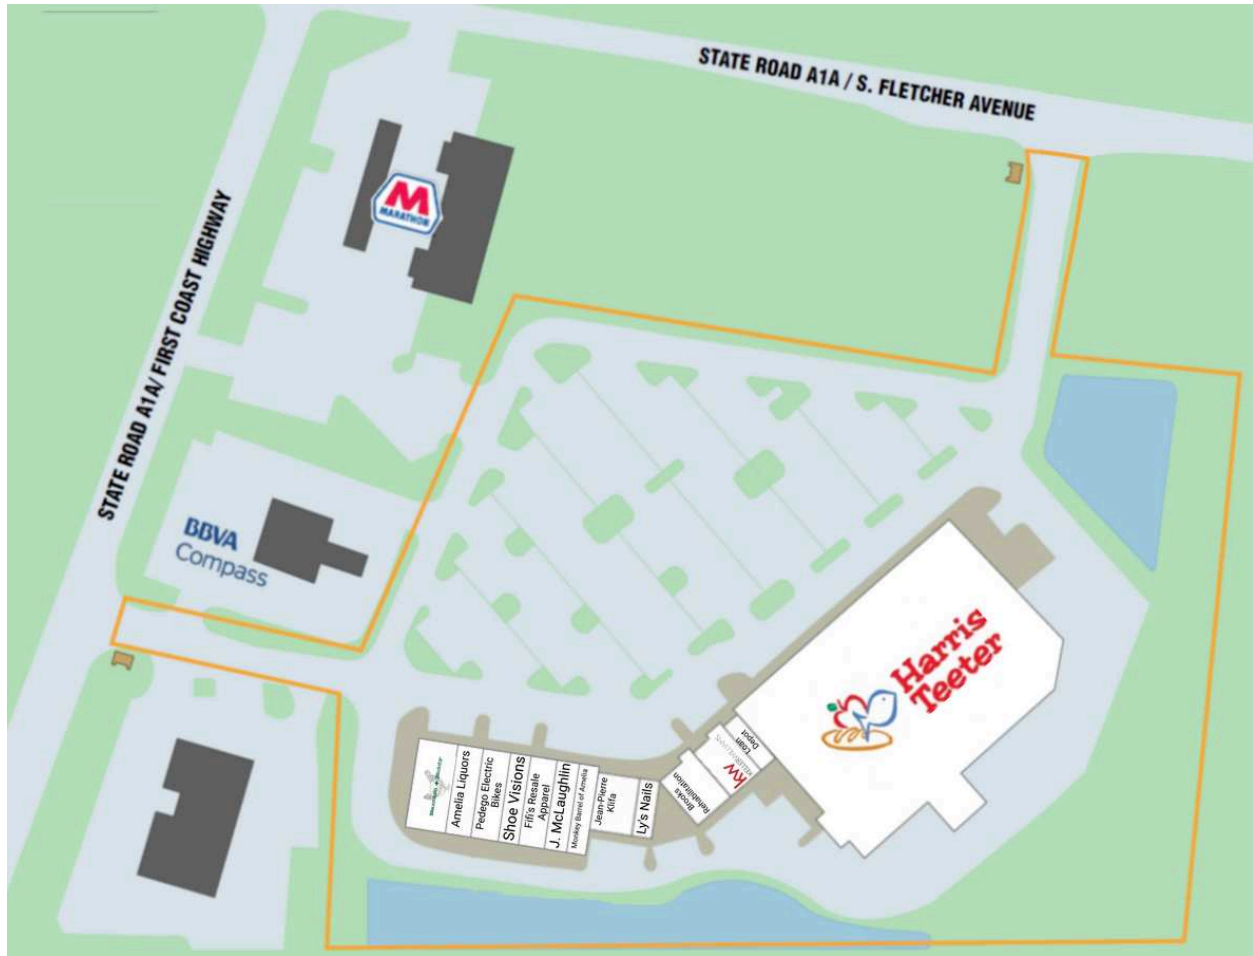 STATE ROAD A1A / S. FLETCHER AVENUE
M
MARATHON
STATE ROAD A1A/ FIRST COAST HIGHWAY
BBVA
Compass
Harris
Teeter
Loan
Depot
kw
KELLERWILLIAMS
Brooks
Rehabilitation
Amelia Liquors
Pedego Electric
Bikes
Shoe Visions
Fifi's Resale
Apparel
J. McLaughlin
Monkey Barrel of Amelia
Jean-Pierre
Klifa
Ly's Nails